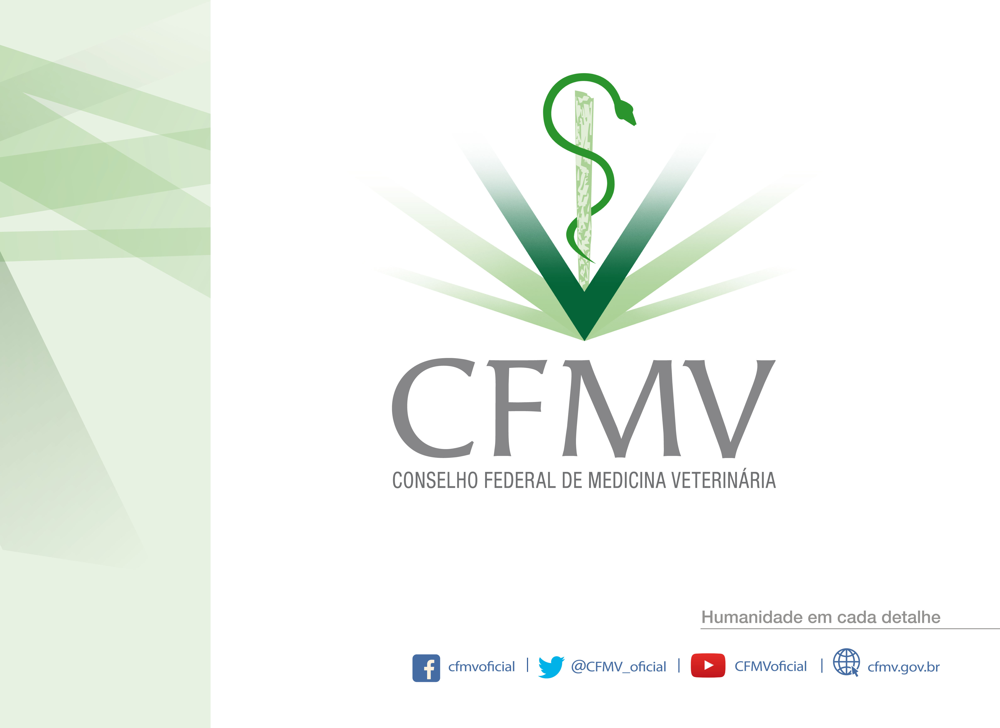 CFMV
CONSELHO FEDERAL DE MEDICINA VETERINÁRIA
Humanidade em cada detalhe
cfmvoficial | @CFMV_oficial | CFMVoficial | cfmv.gov.br